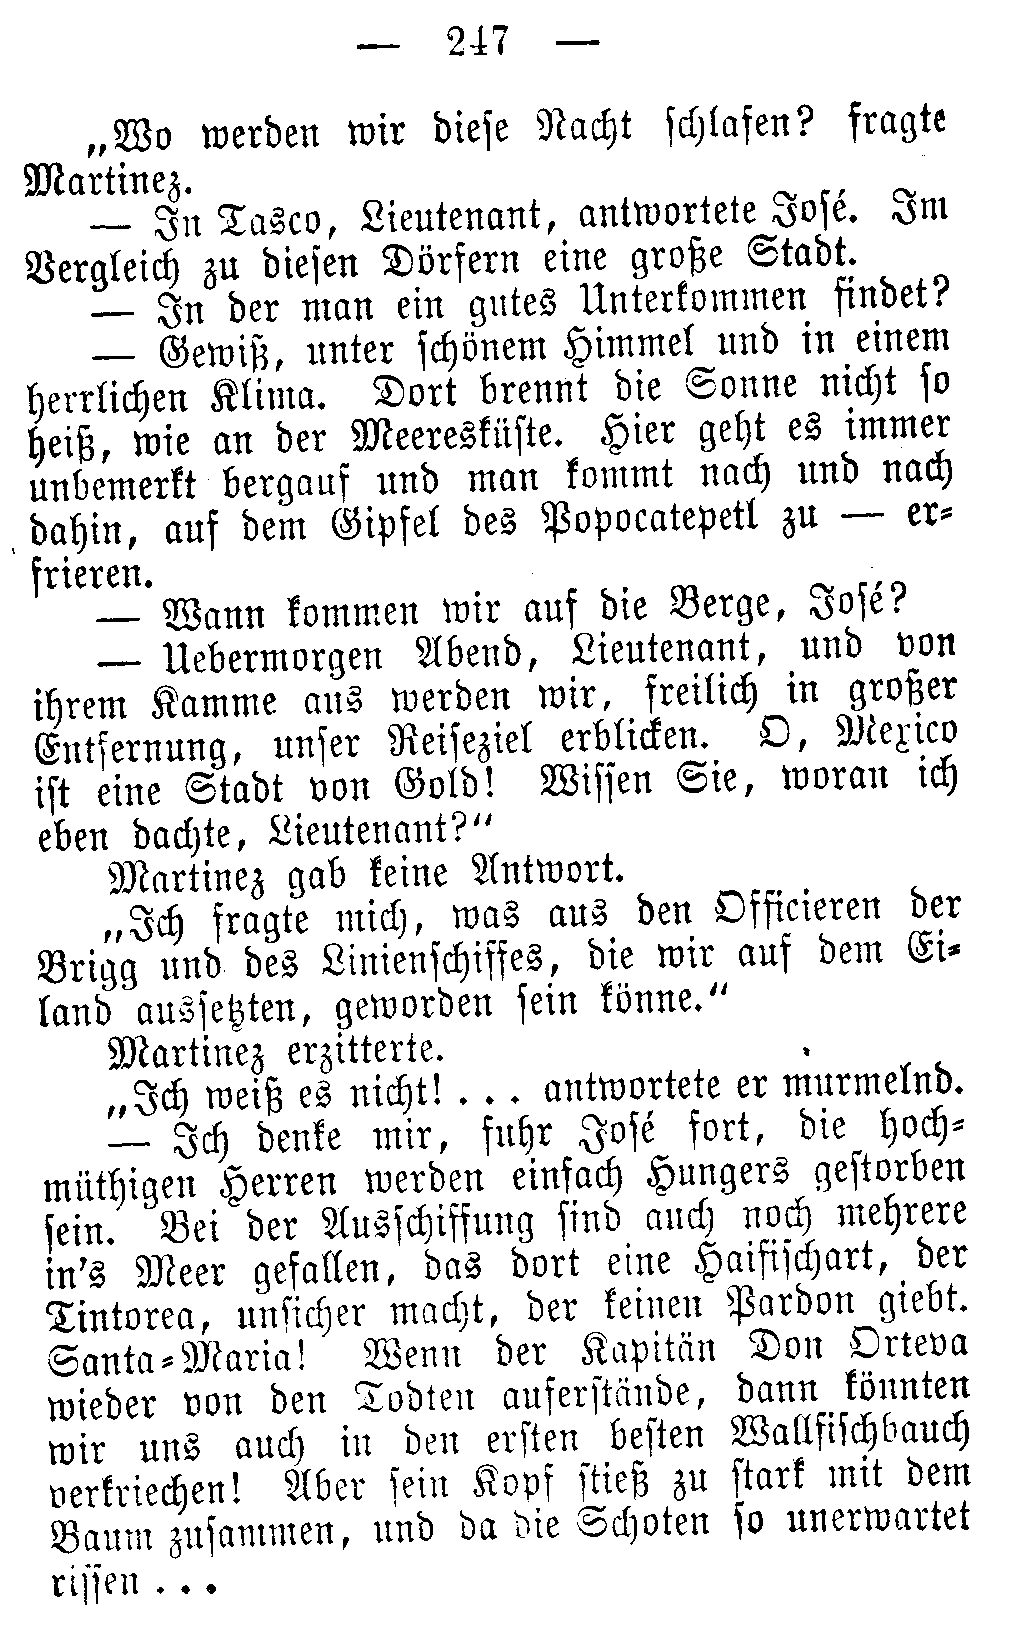 — 247 —
„Wo werden wir diese Nacht schlafen? fragte
Martinez.
— In Tasco, Lieutenant, antwortete José. Im
Vergleich zu diesen Dörfern eine große Stadt.
— In der man ein gutes Unterkommen findet?
— Gewiß, unter schönem Himmel und in einem
herrlichen Klima. Dort brennt die Sonne nicht so
heiß, wie an der Meeresküste. Hier geht es immer
unbemerkt bergauf und man kommt nach und nach
dahin, auf dem Gipfel des Popocatepetl zu — er-
frieren.
— Wann kommen wir auf die Berge, José?
— Uebermorgen Abend, Lieutenant, und von
ihrem Kamme aus werden wir, freilich in großer
Entfernung, unser Reiseziel erblicken. O, Mexico
ist eine Stadt von Gold! Wissen Sie, woran ich
eben dachte, Lieutenant?“
Martinez gab keine Antwort.
„Ich fragte mich, was aus den Officieren der
Brigg und des Linienschiffes, die wir auf dem Ei-
land aussetzten, geworden sein könne.“
Martinez erzitterte.
„Ich weiß es nicht! . . . antwortete er murmelnd.
— Ich denke mir, fuhr José fort, die hoch-
müthigen Herren werden einfach Hungers gestorben
sein. Bei der Ausschiffung sind auch noch mehrere
in's Meer gefallen, das dort eine Haifischart, der
Tintorea, unsicher macht, der keinen Pardon giebt.
Santa-Maria! Wenn der Kapitän Don Orteva
wieder von den Todten auferstände, dann könnten
wir uns auch in den ersten besten Wallfischbauch
verkriechen! Aber sein Kopf stieß zu stark mit dem
Baum zusammen, und da die Schoten so unerwartet
rissen . . .